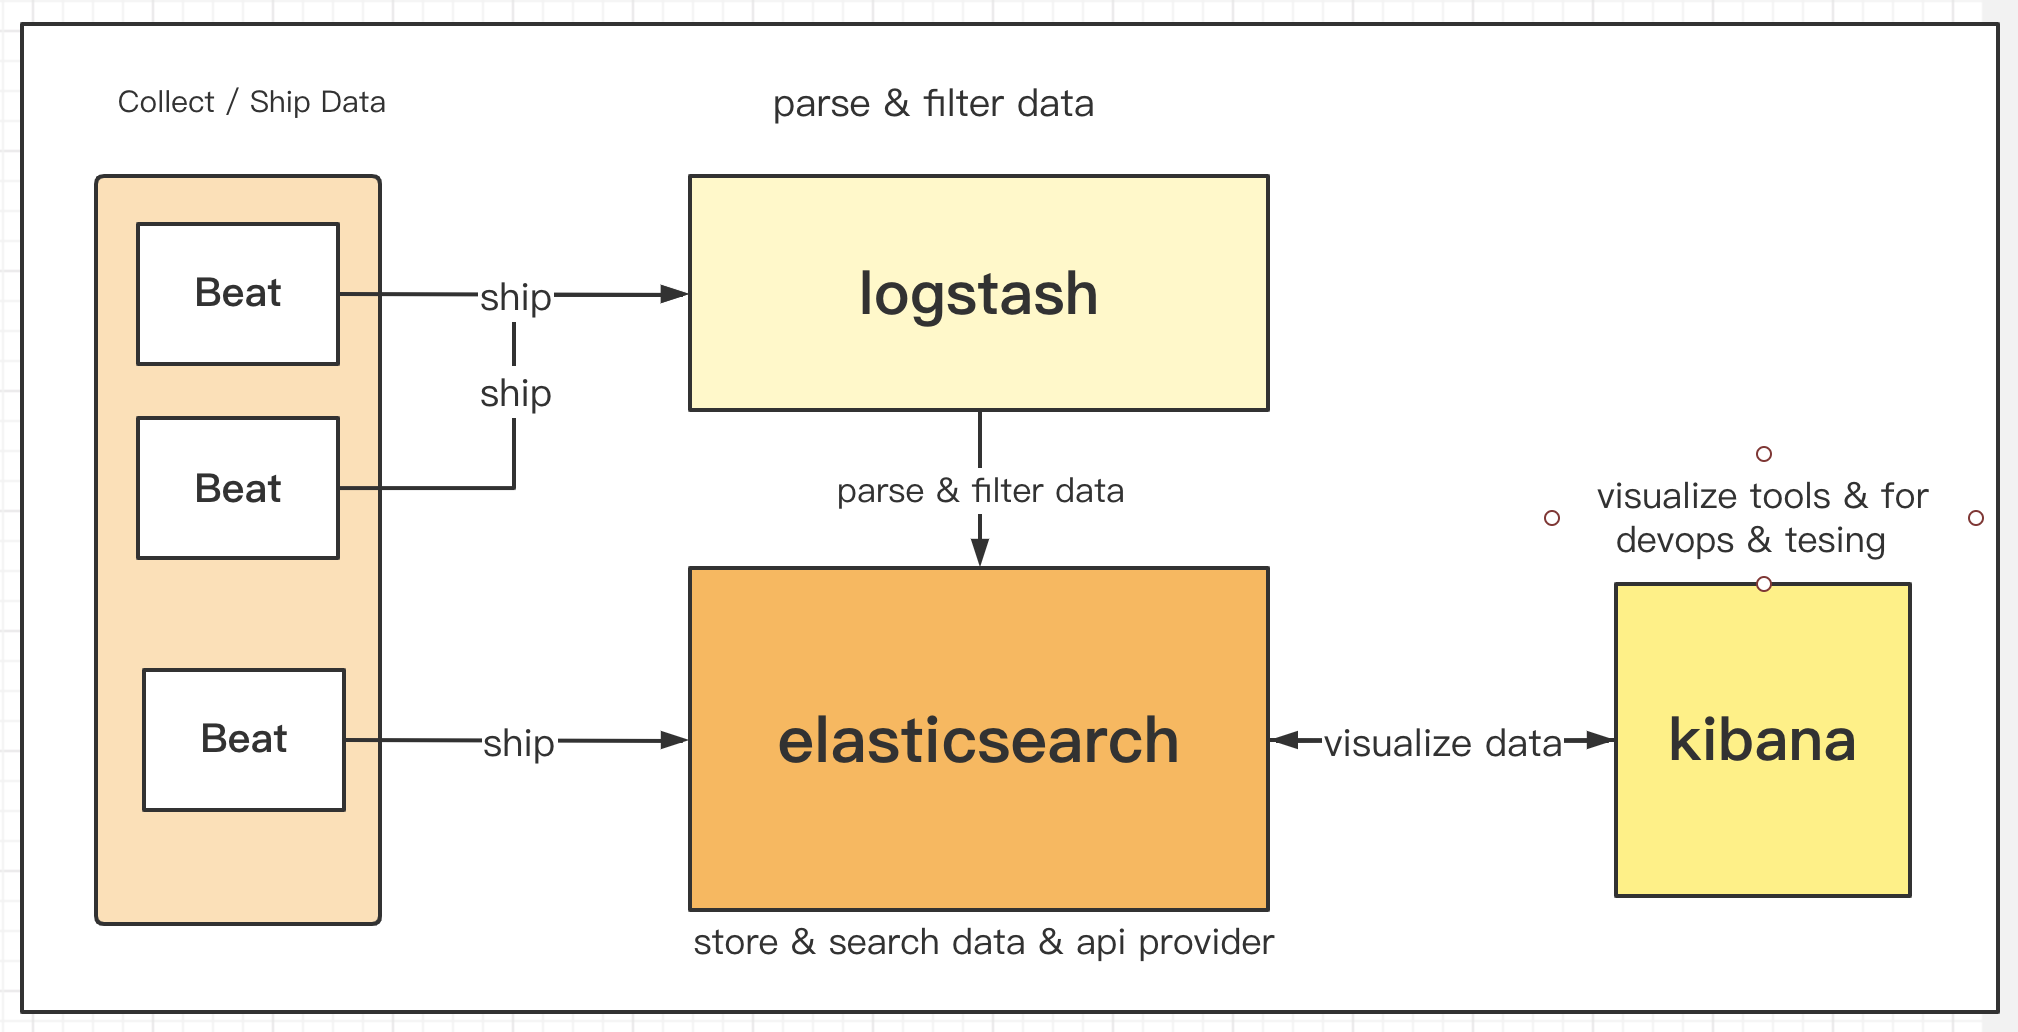 Collect / Ship Data
parse & filter data
Beat
ship
logstash
ship
Beat
parse & filter data
visualize tools & for
devops & tesing
Beat
ship
elasticsearch
visualize data
kibana
store & search data & api provider